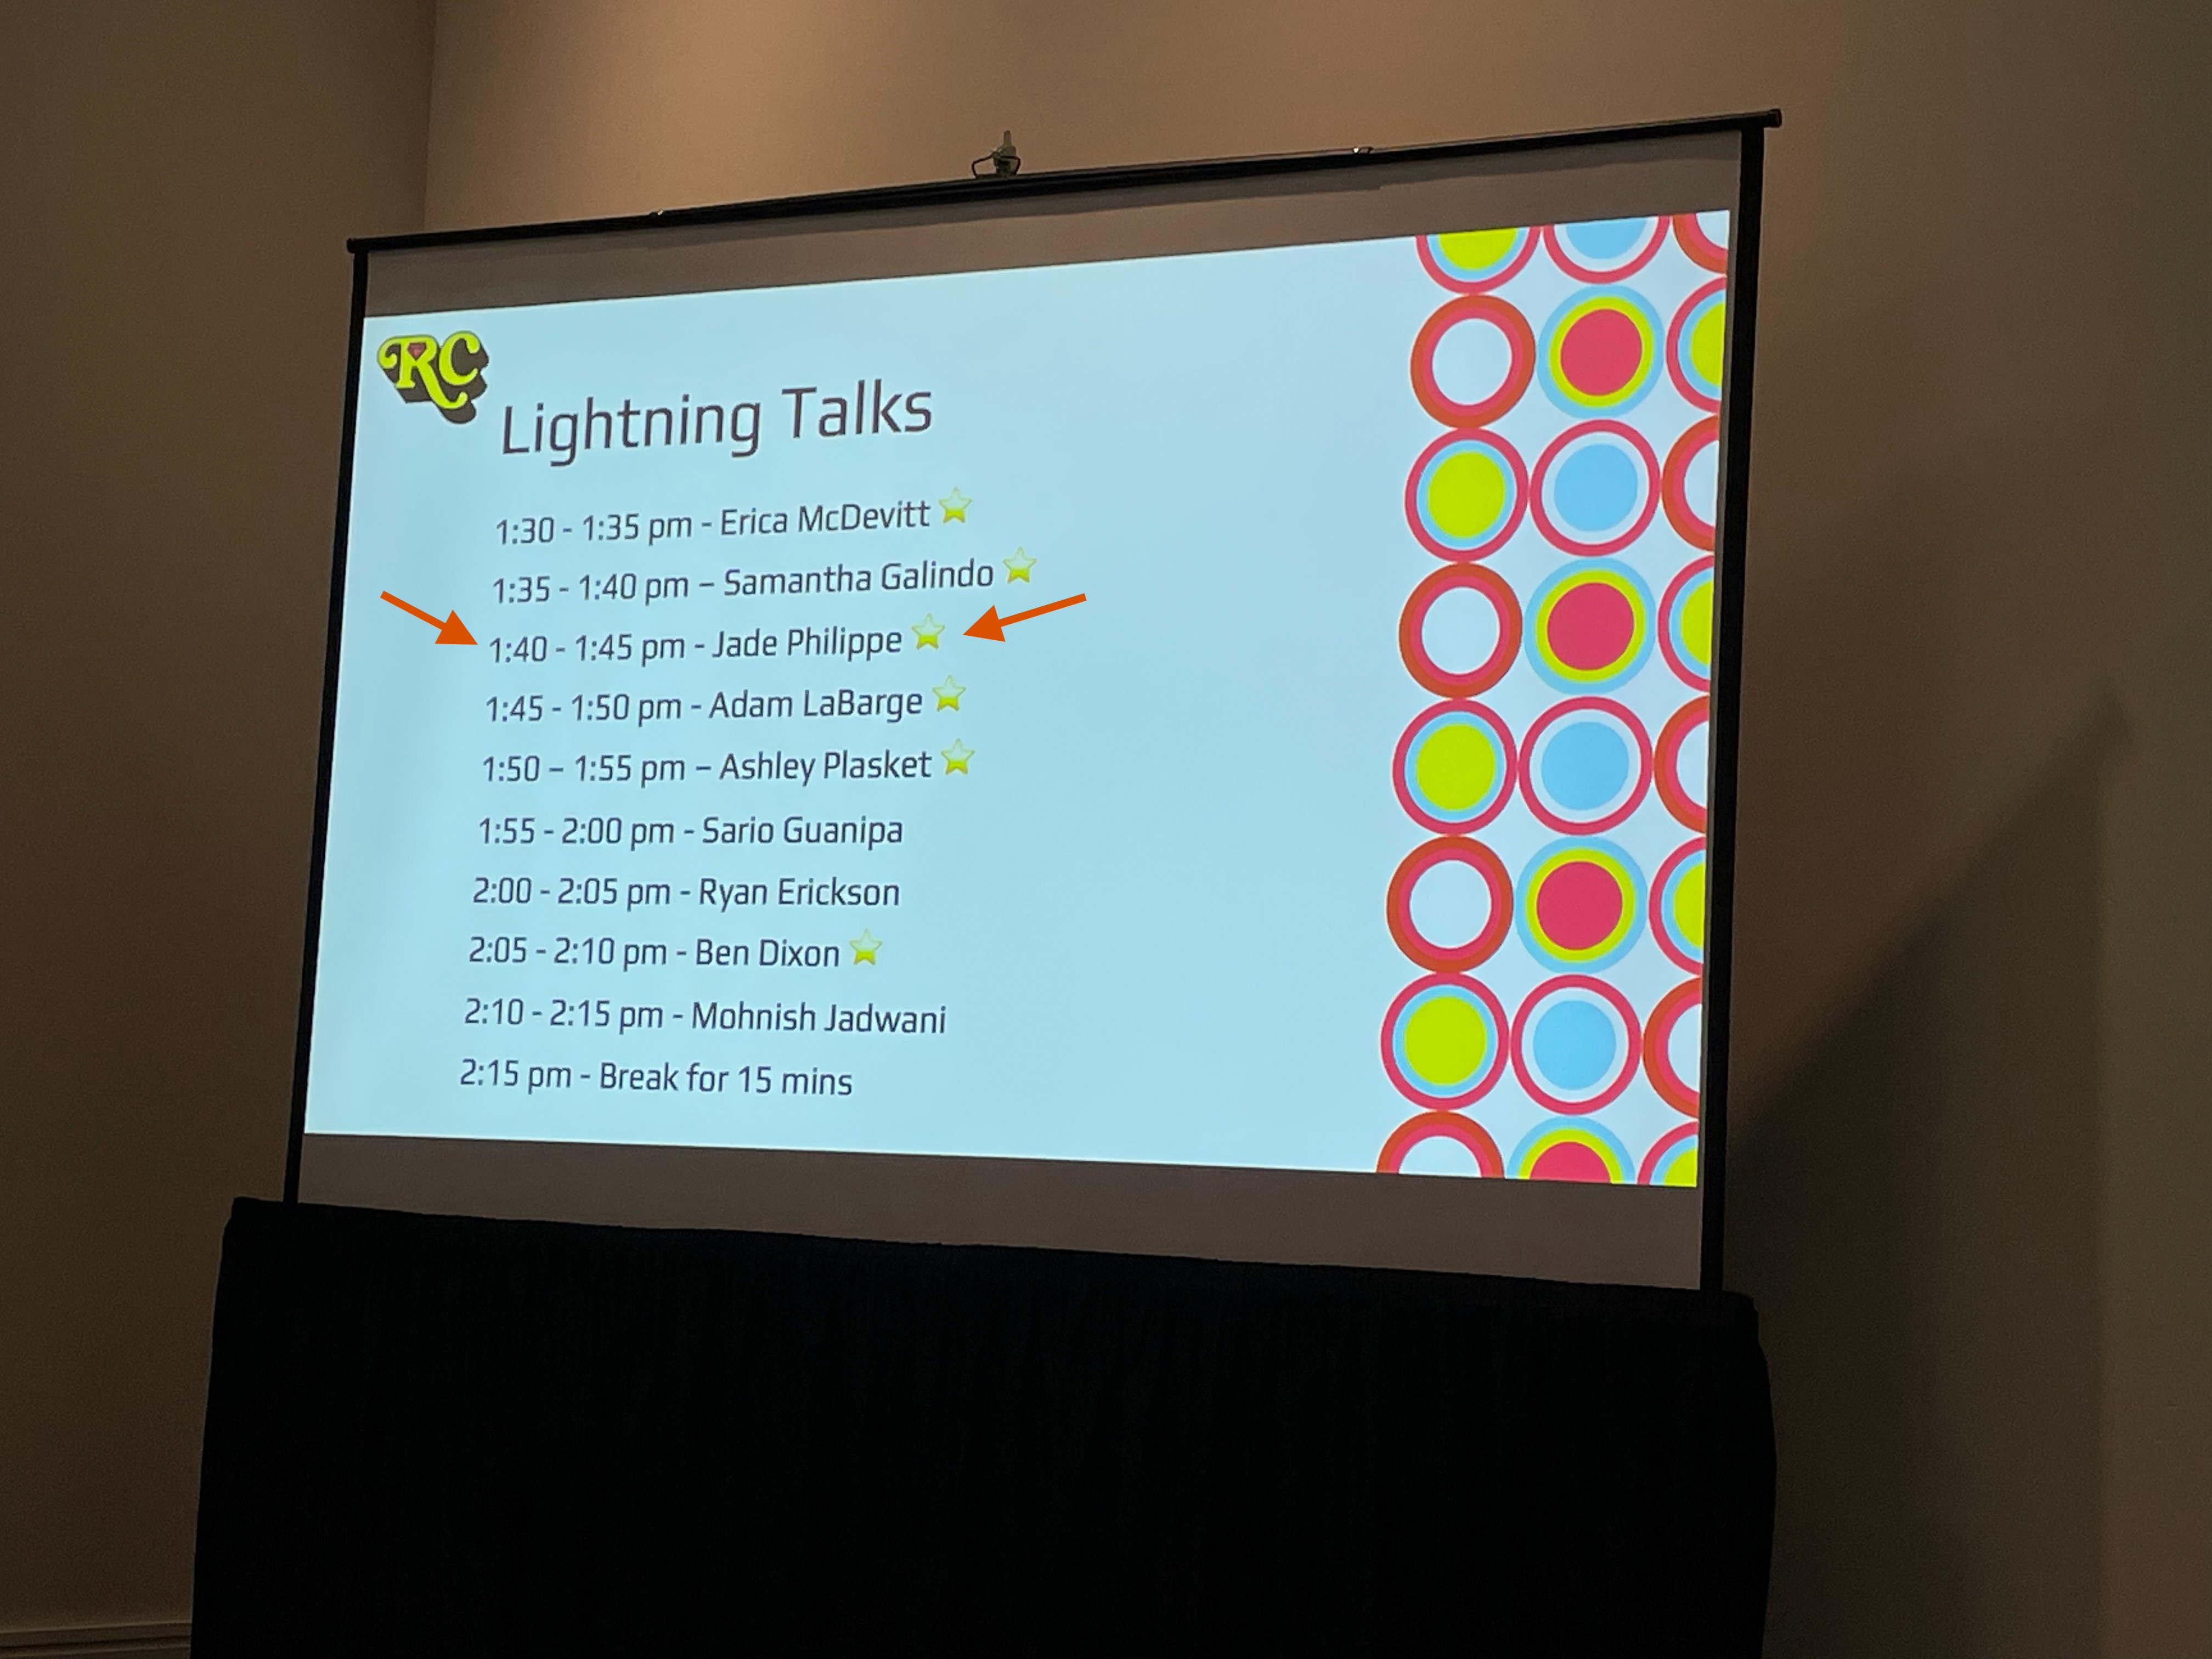 RC
Lightning Talks
1:30 - 1:35 pm - Erica McDevitt
1:35 - 1:40 pm – Samantha Galindo
1:40 - 1:45 pm - Jade Philippe
1:45 - 1:50 pm - Adam LaBarge
1:50 – 1:55 pm – Ashley Plasket
1:55 - 2:00 pm - Sario Guanipa
2:00 - 2:05 pm - Ryan Erickson
2:05 - 2:10 pm - Ben Dixon
2:10 - 2:15 pm - Mohnish Jadwani
2:15 pm - Break for 15 mins